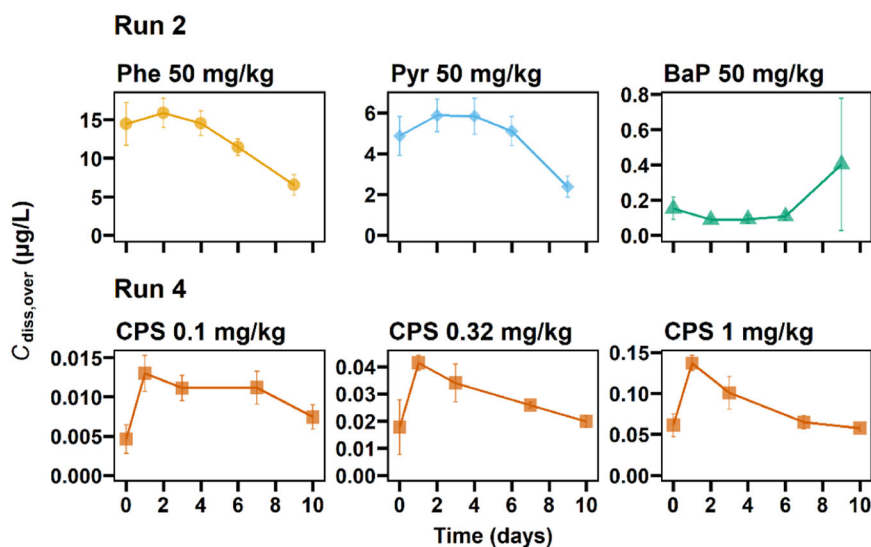 Run 2
Phe 50 mg/kg Pyr 50 mg/kg BaP 50 mg/kg
15 10 5 0
6 4 2 0
0.8 0.6 0.4 0.2 0.0
C diss,over (µg/L)
Run 4
CPS 0.1 mg/kg CPS 0.32 mg/kg CPS 1 mg/kg
0.015 0.010 0.005 0.000
0.04 0.03 0.02 0.01 0.00
0.15 0.10 0.05 0.00
0 2 4 6 8 10 0 2 4 6 8 10 0 2 4 6 8 10
Time (days)